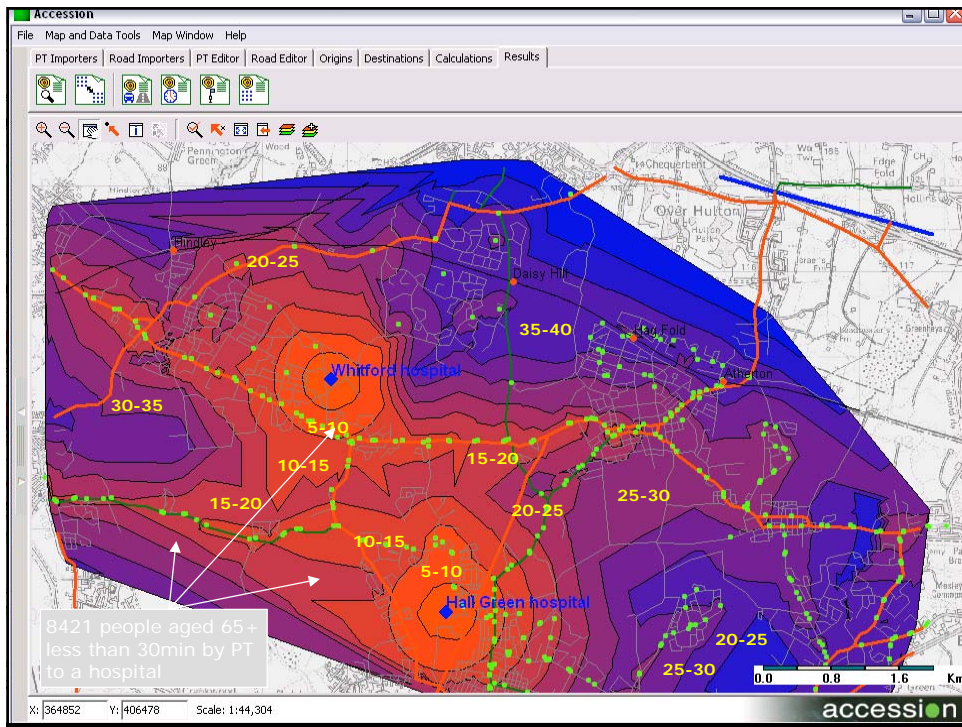 Accession
File Map and Data Tools Map Window Help
PT Importers Road Importers PT Editor Road Editor Origins Destinations Calculations Results
Pennington Green
Chequerbent
Over Hulton
Edge Fold
Hindley
20-25
Daisy Hill
35-40
Hag Fold
Whitford hospital
Atherton
30-35
5-10
10-15
15-20
15-20
20-25
25-30
10-15
5-10
Hall Green hospital
8421 people aged 65+
less than 30min by PT
to a hospital
20-25
25-30
0.0 0.8 1.6 Km
X: 364852 Y: 406478 Scale: 1:44,304
accession